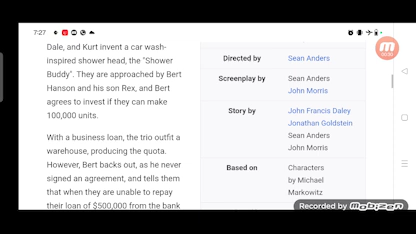 7:27
Dale, and Kurt invent a car wash-
inspired shower head, the "Shower
Buddy". They are approached by Bert
Hanson and his son Rex, and Bert
agrees to invest if they can make
100,000 units.
With a business loan, the trio outfit a
warehouse, producing the quota.
However, Bert backs out, as he never
signed an agreement, and tells them
that when they are unable to repay
their loan of $500,000 from the bank
Directed by
Sean Anders
Screenplay by
Sean Anders
John Morris
Story by
John Francis Daley
Jonathan Goldstein
Sean Anders
John Morris
Based on
Characters
by Michael
Markowitz
Recorded by Mobizen